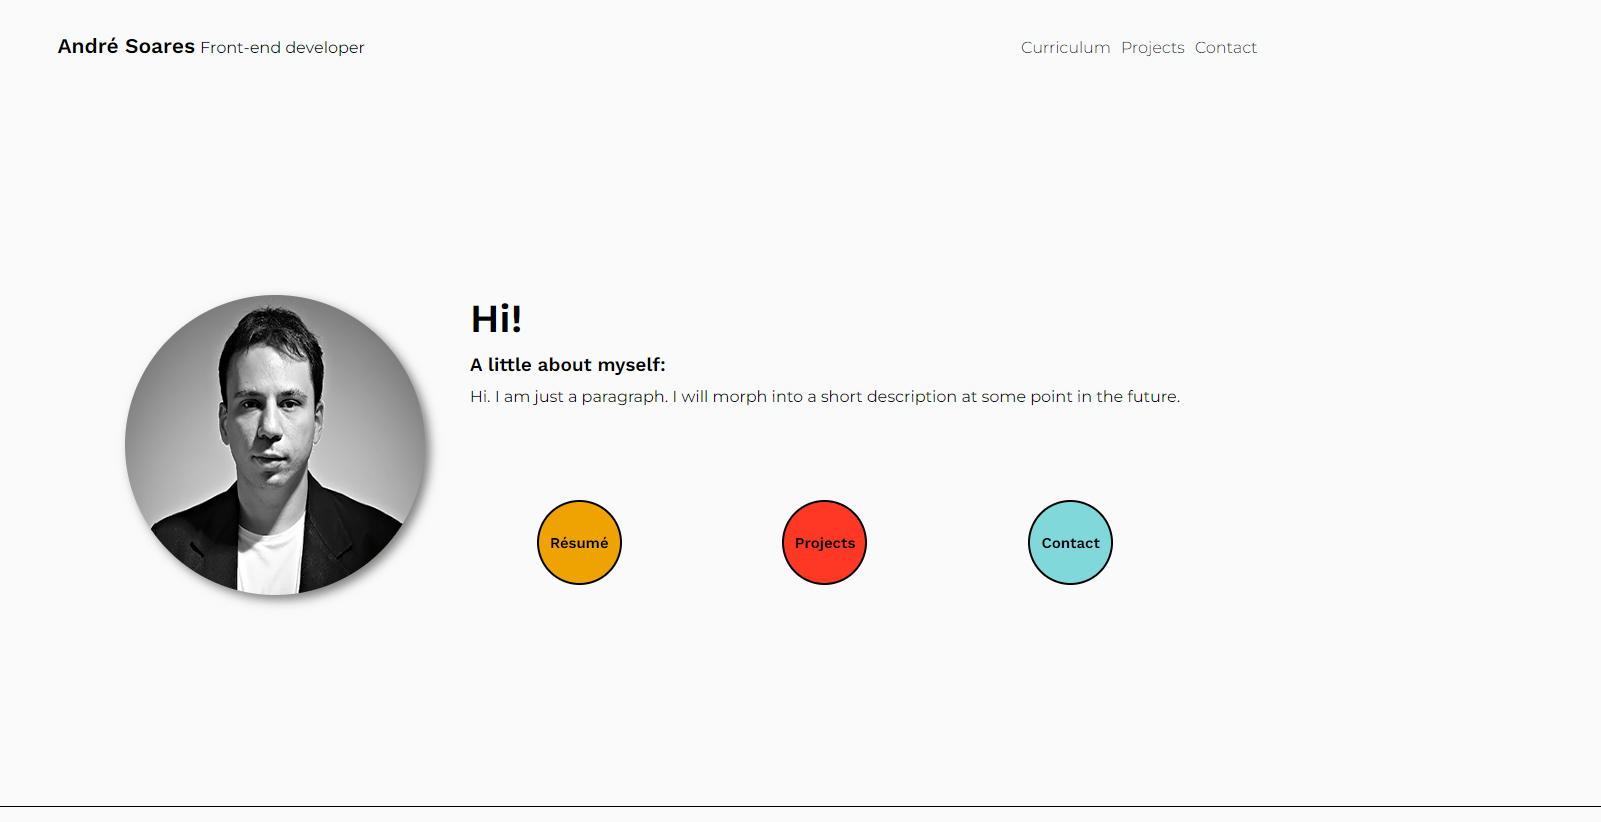 André Soares Front-end developer
Curriculum Projects Contact
Hi!
A little about myself:
Hi. I am just a paragraph. I will morph into a short description at some point in the future.
Résumé
Projects
Contact